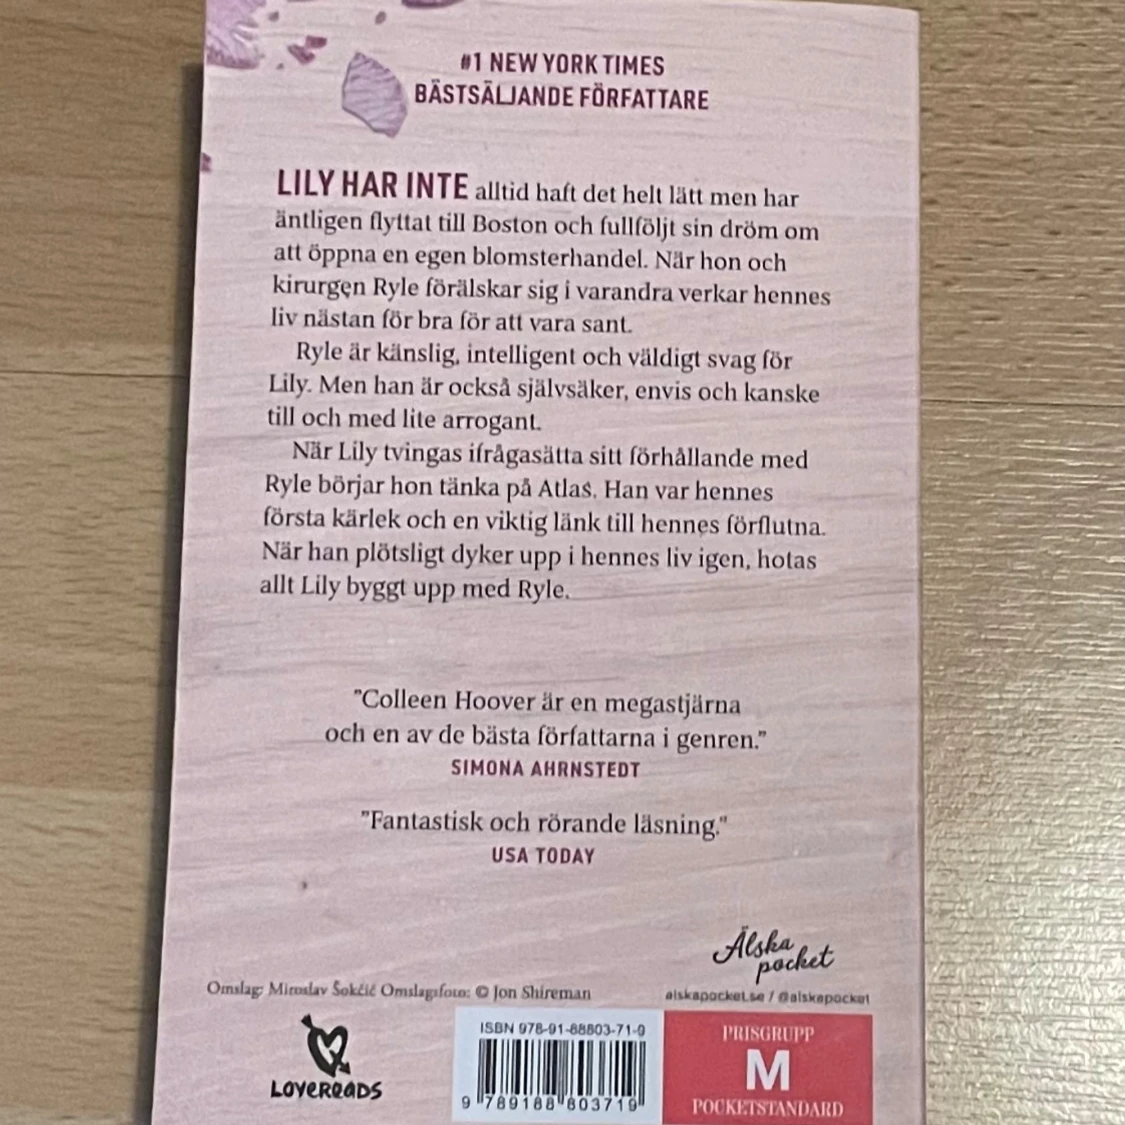 #1 NEW YORK TIMES
BÄSTSÄLJANDE FÖRFATTARE
LILY HAR INTE alltid haft det helt lätt men har
äntligen flyttat till Boston och fullföljt sin dröm om
att öppna en egen blomsterhandel. När hon och
kirurgen Ryle förälskar sig i varandra verkar hennes
liv nästan för bra för att vara sant.
Ryle är känslig, intelligent och väldigt svag för
Lily. Men han är också självsäker, envis och kanske
till och med lite arrogant.
När Lily tvingas ifrågasätta sitt förhållande med
Ryle börjar hon tänka på Atlas. Han var hennes
första kärlek och en viktig länk till hennes förflutna.
När han plötsligt dyker upp i hennes liv igen, hotas
allt Lily byggt upp med Ryle.
"Colleen Hoover är en megastjärna
och en av de bästa författarna i genren."
SIMONA AHRNSTEDT
"Fantastisk och rörande läsning."
USA TODAY
Älska
pocket
Omslag: Miroslav Šokčić Omslagsfoto: © Jon Shireman
alskapocket.se / @alskapocket
LOVEREADS
ISBN 978-91-88803-71-9
9 789188 803719
PRISGRUPP
M
POCKETSTANDARD